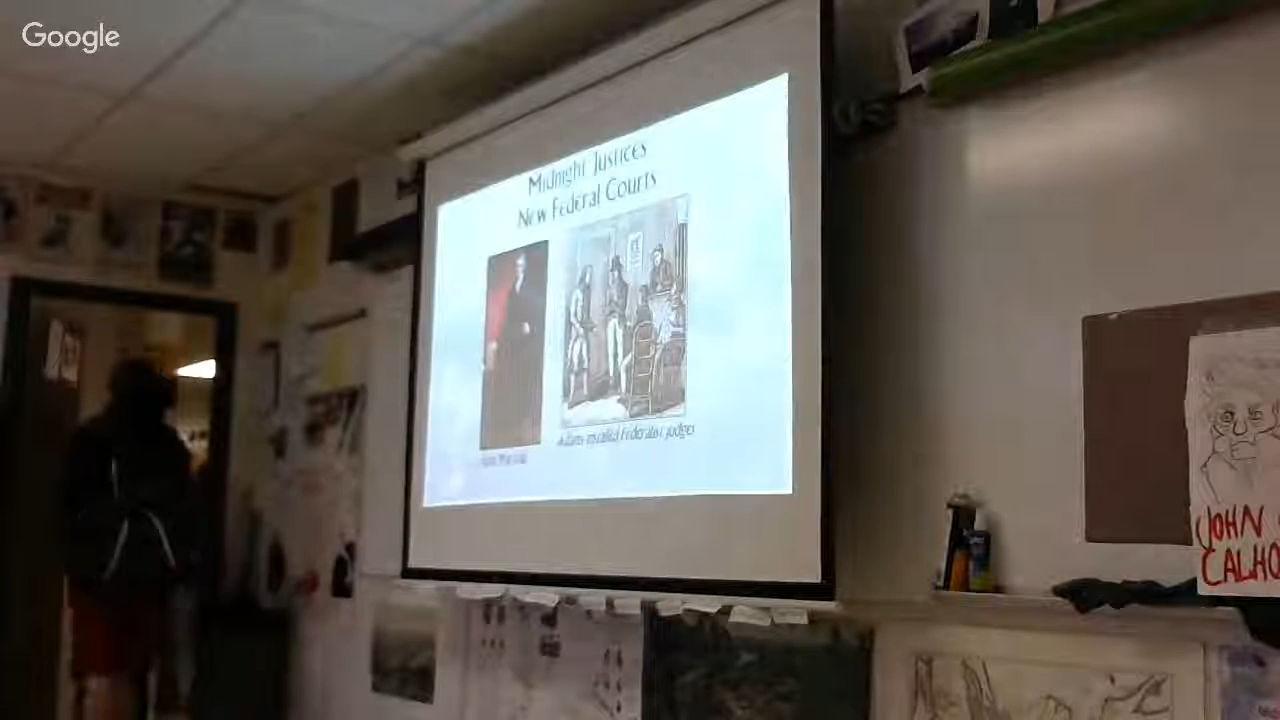 Google
Midnight Justices
New Federal Courts
Adams installed Federalist judges
JOHN
CALHO